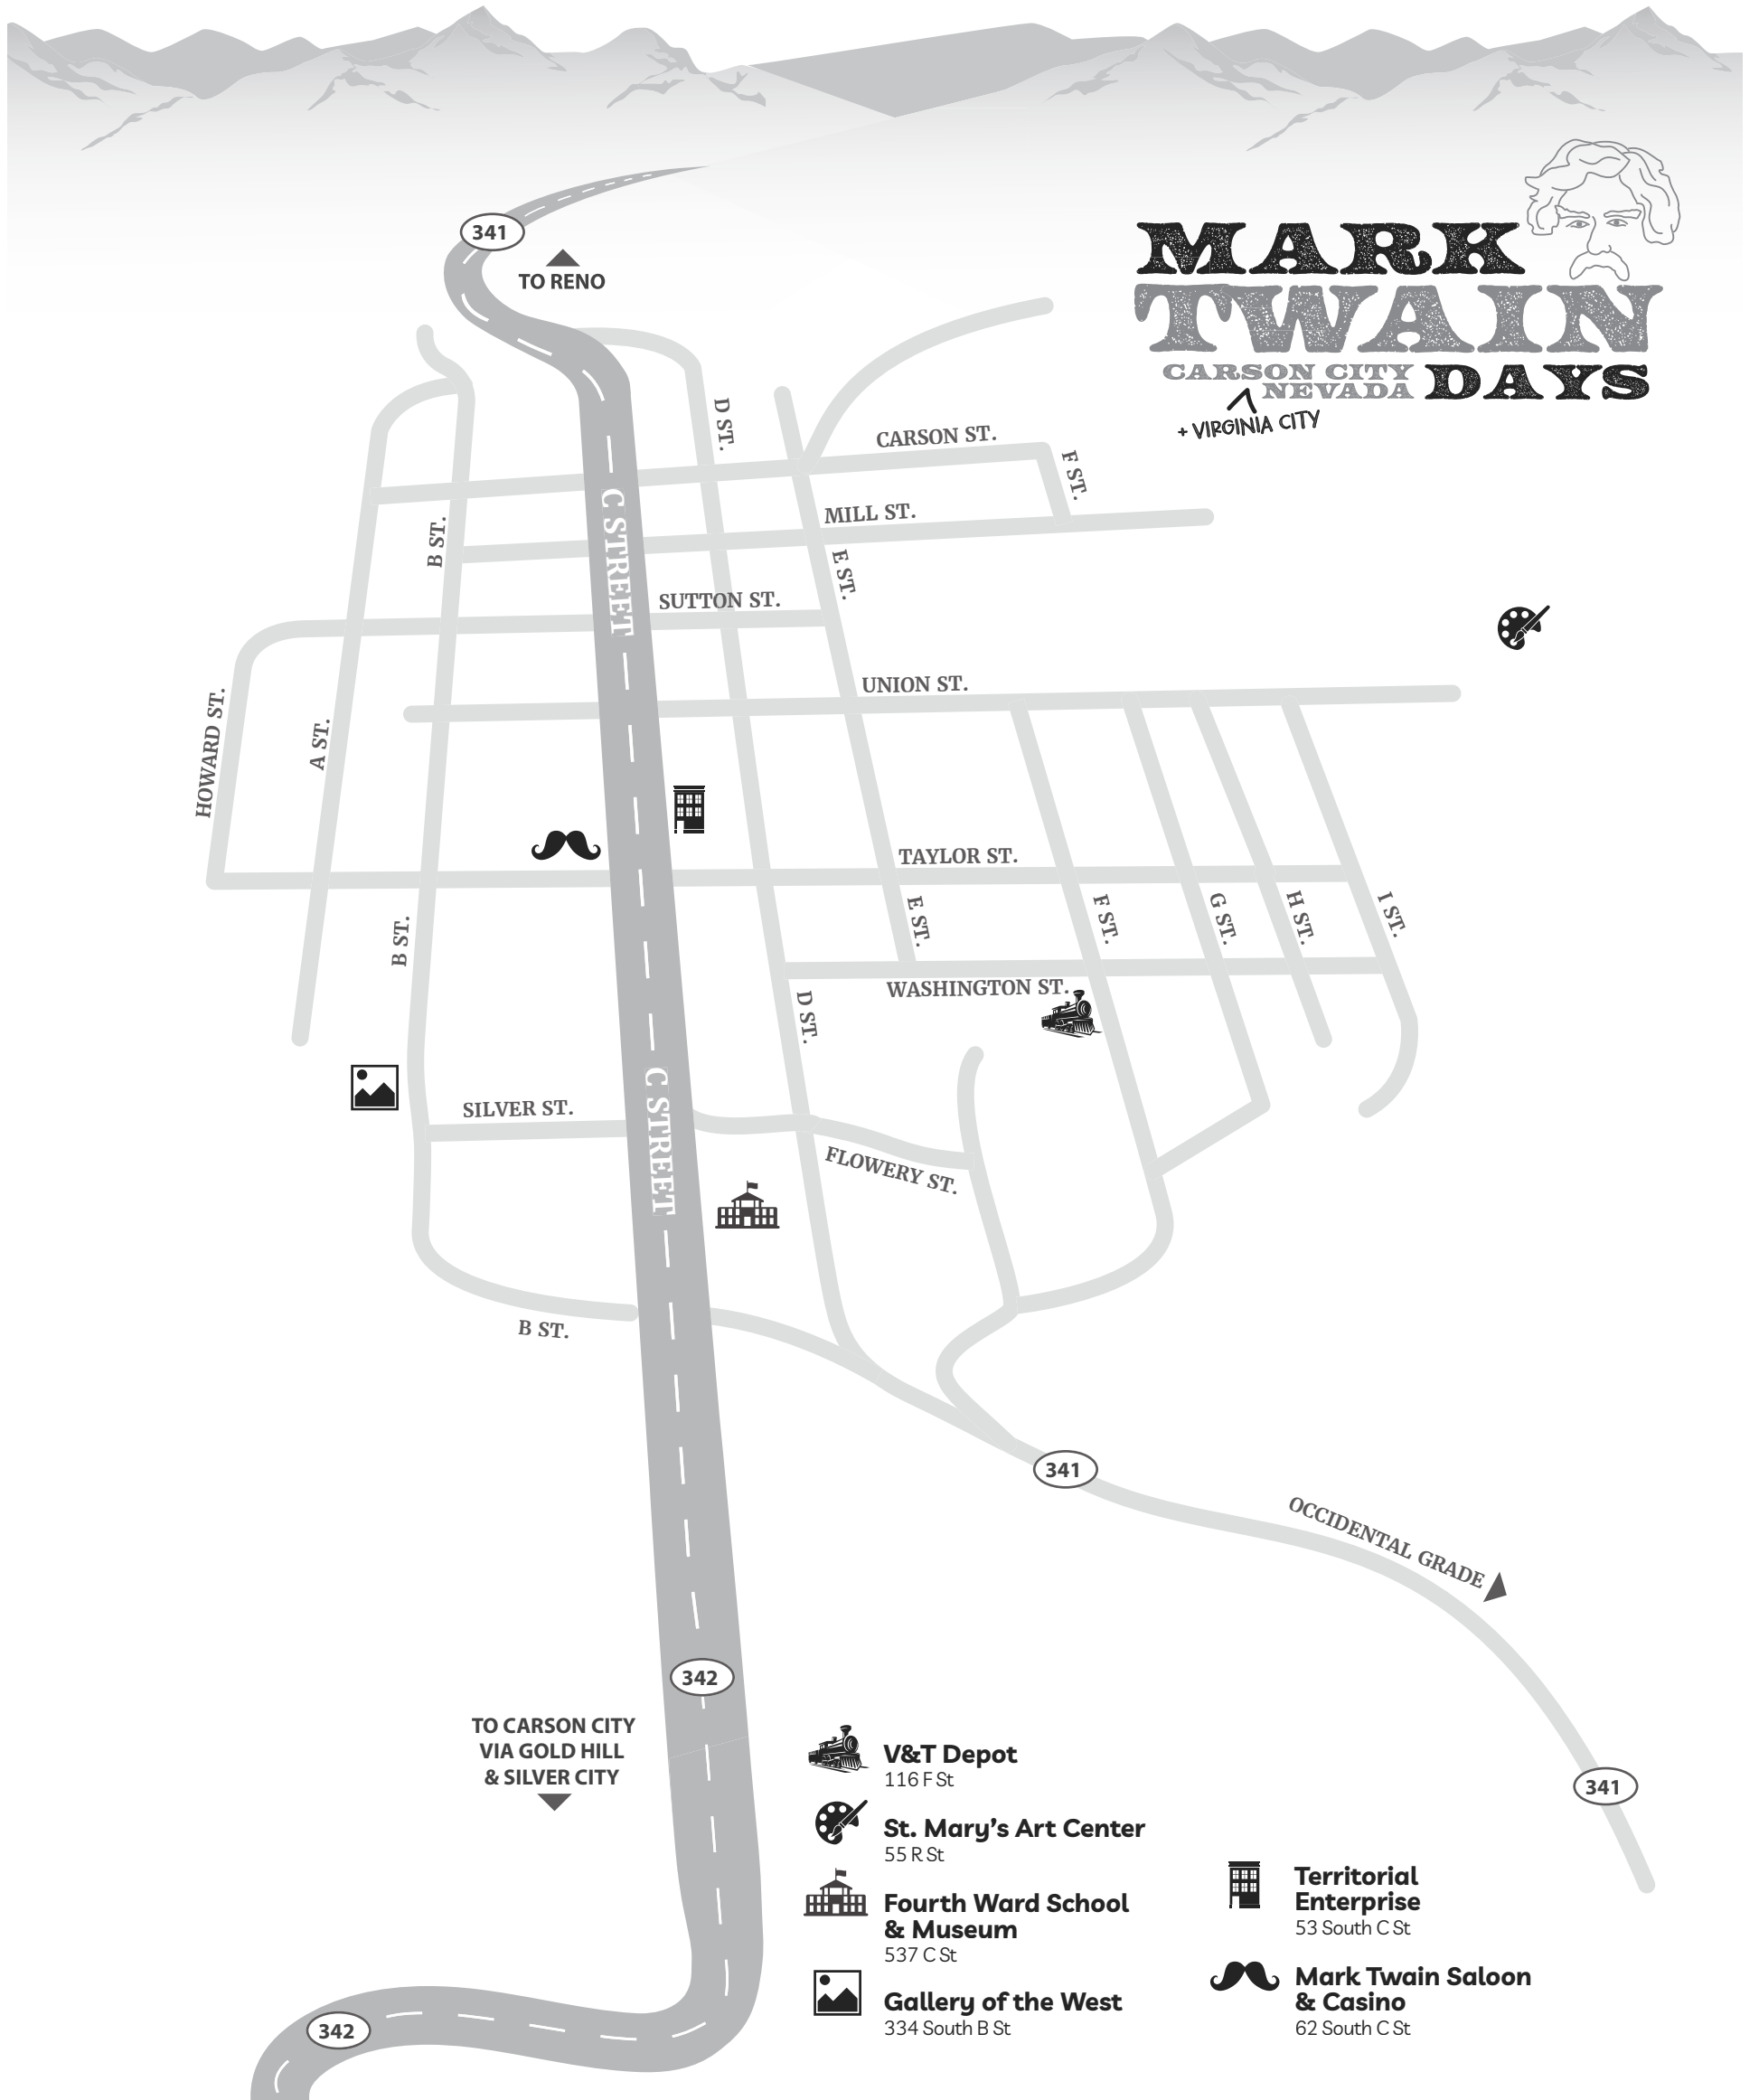 341
TO RENO
MARK
TWAIN
CARSON CITY
NEVADA
DAYS
+ VIRGINIA CITY
D ST.
CARSON ST.
F ST.
C STREET
B ST.
MILL ST.
E ST.
SUTTON ST.
HOWARD ST.
A ST.
UNION ST.
TAYLOR ST.
B ST.
E ST.
F ST.
G ST.
H ST.
I ST.
WASHINGTON ST.
D ST.
C STREET
SILVER ST.
FLOWERY ST.
B ST.
341
OCCIDENTAL GRADE
342
TO CARSON CITY
VIA GOLD HILL
& SILVER CITY
341
V&T Depot
116 F St
St. Mary's Art Center
55 R St
Fourth Ward School
& Museum
537 C St
Gallery of the West
334 South B St
Territorial
Enterprise
53 South C St
Mark Twain Saloon
& Casino
62 South C St
342